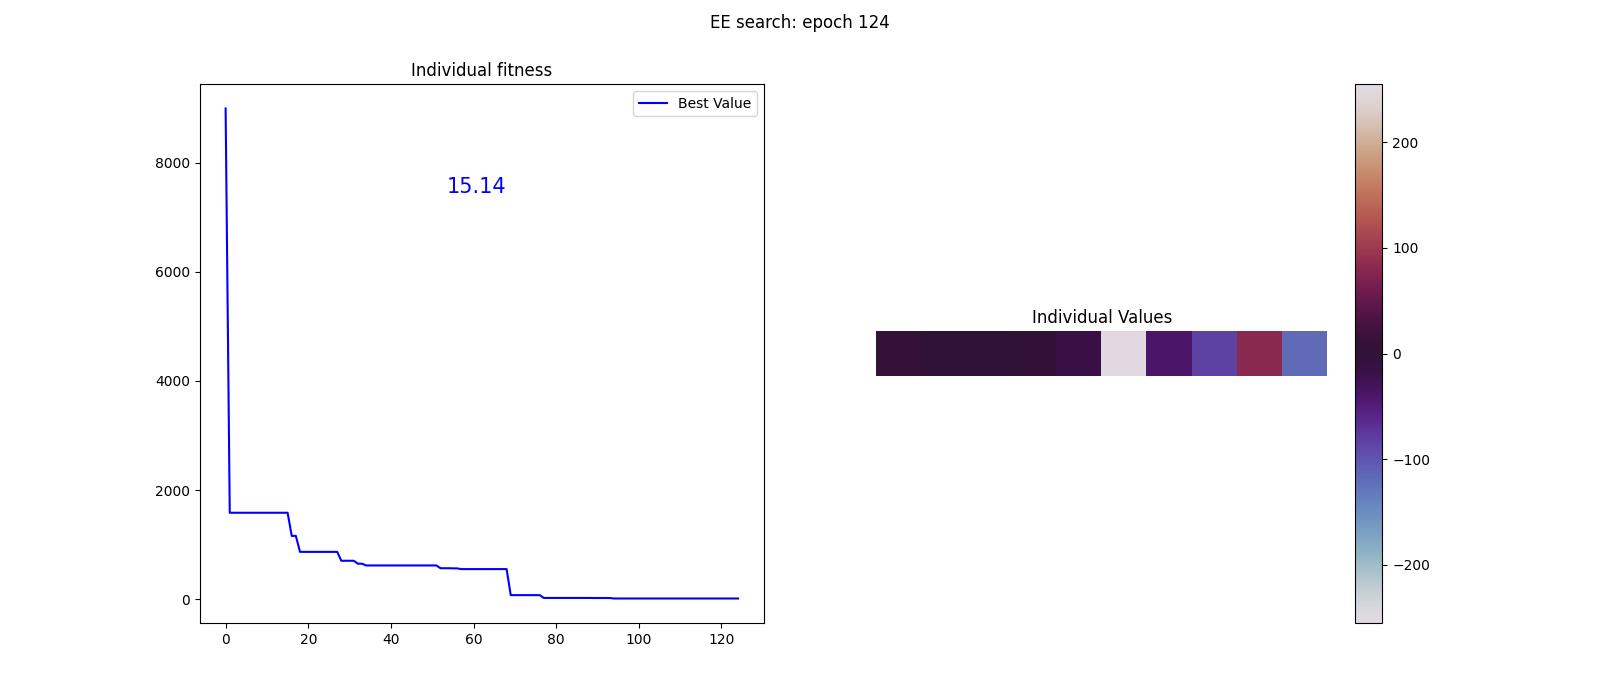 EE search: epoch 124
Individual fitness
Best Value
15.14
8000
6000
4000
2000
0
0 20 40 60 80 100 120
Individual Values
200
100
0
−100
−200